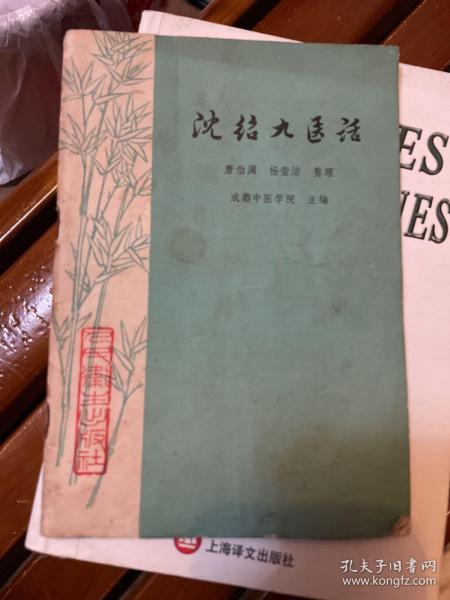 沈绍九医话
唐伯渊 杨莹洁 整理
成都中医学院 主编
人民卫生出版社
ES
NES
上海译文出版社
孔夫子旧书网
www.kongfz.com